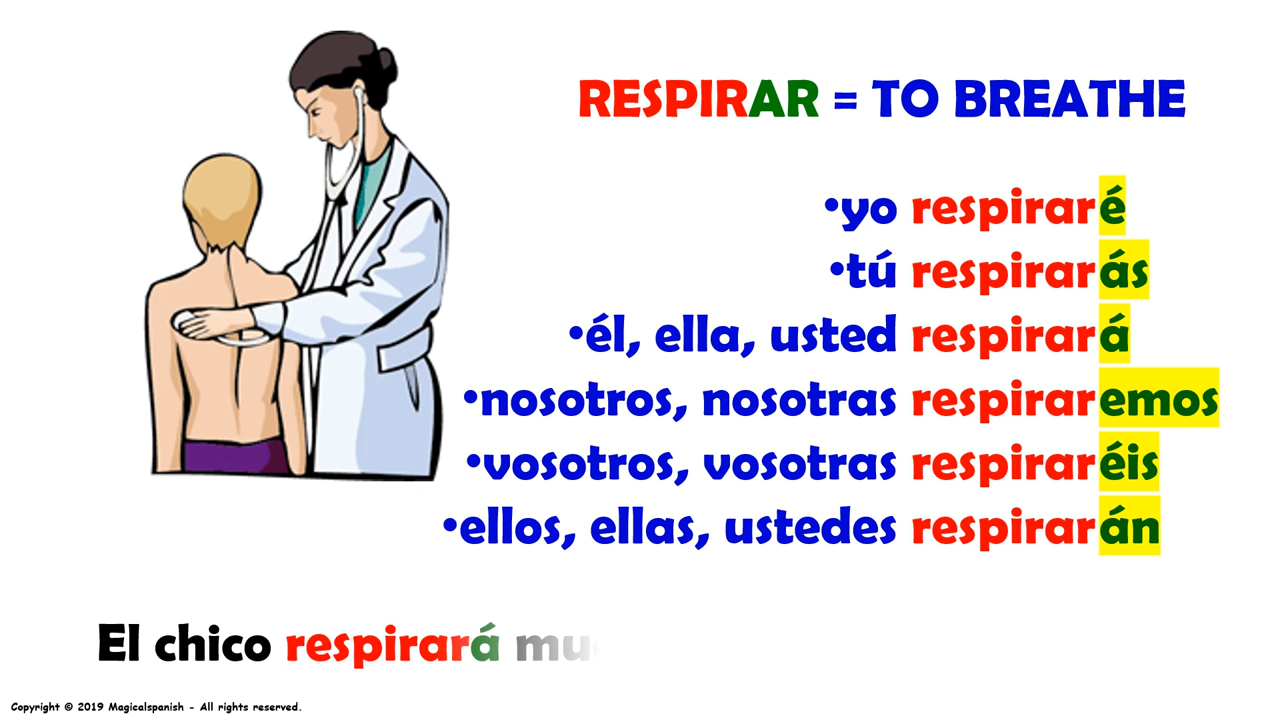 RESPIRAR = TO BREATHE
•yo respiraré
•tú respirarás
•él, ella, usted respirará
•nosotros, nosotras respiraremos
•vosotros, vosotras respiraréis
•ellos, ellas, ustedes respirarán
El chico respirará
Copyright © 2019 Magicalspanish - All rights reserved.